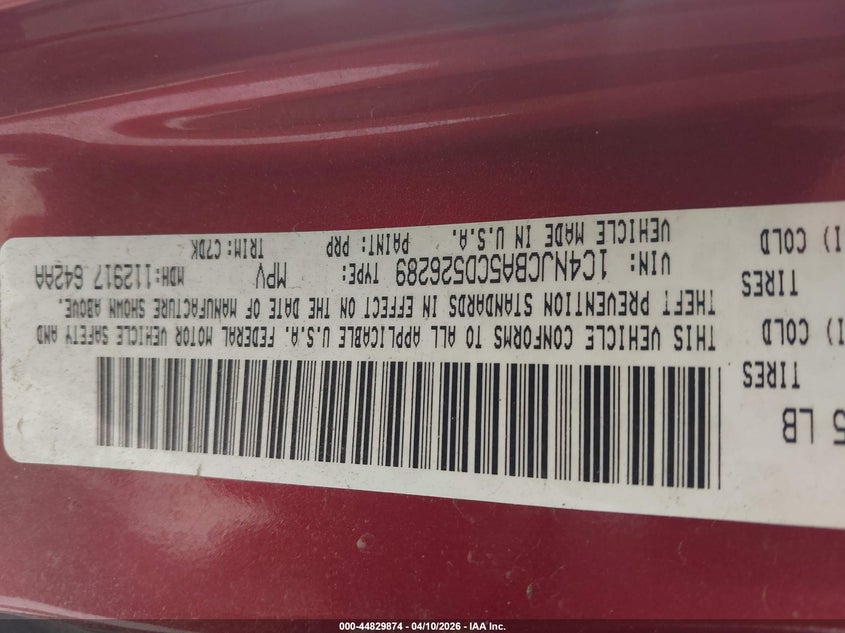 5 LB
TIRES
I) COLD
TIRES
I) COLD
THIS VEHICLE CONFORMS TO ALL APPLICABLE U.S.A. FEDERAL MOTOR VEHICLE SAFETY AND
THEFT PREVENTION STANDARDS IN EFFECT ON THE DATE OF MANUFACTURE SHOWN ABOVE.
VIN: 1C4NJCBA5CD526289 TYPE: MPV MDH:112917 642AA
VEHICLE MADE IN U.S.A. PAINT: PRP TRIM: C7DK
000-44829874 | 04/10/2026 - IAA Inc.